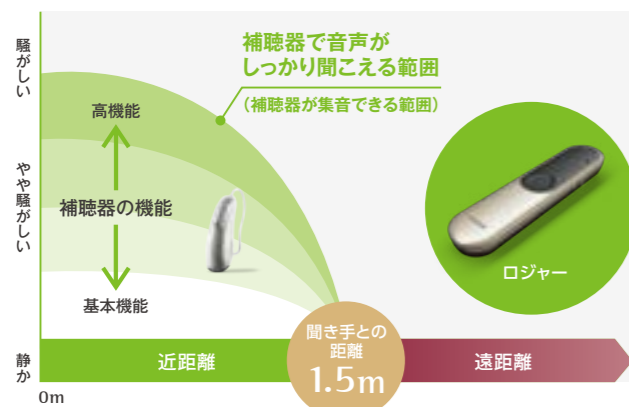 騒がしい
やや騒がしい
静か
補聴器で音声が
しっかり聞こえる範囲
（補聴器が集音できる範囲）
高機能
補聴器の機能
基本機能
ロジャー
近距離
聞き手との
距離
1.5m
遠距離
0m